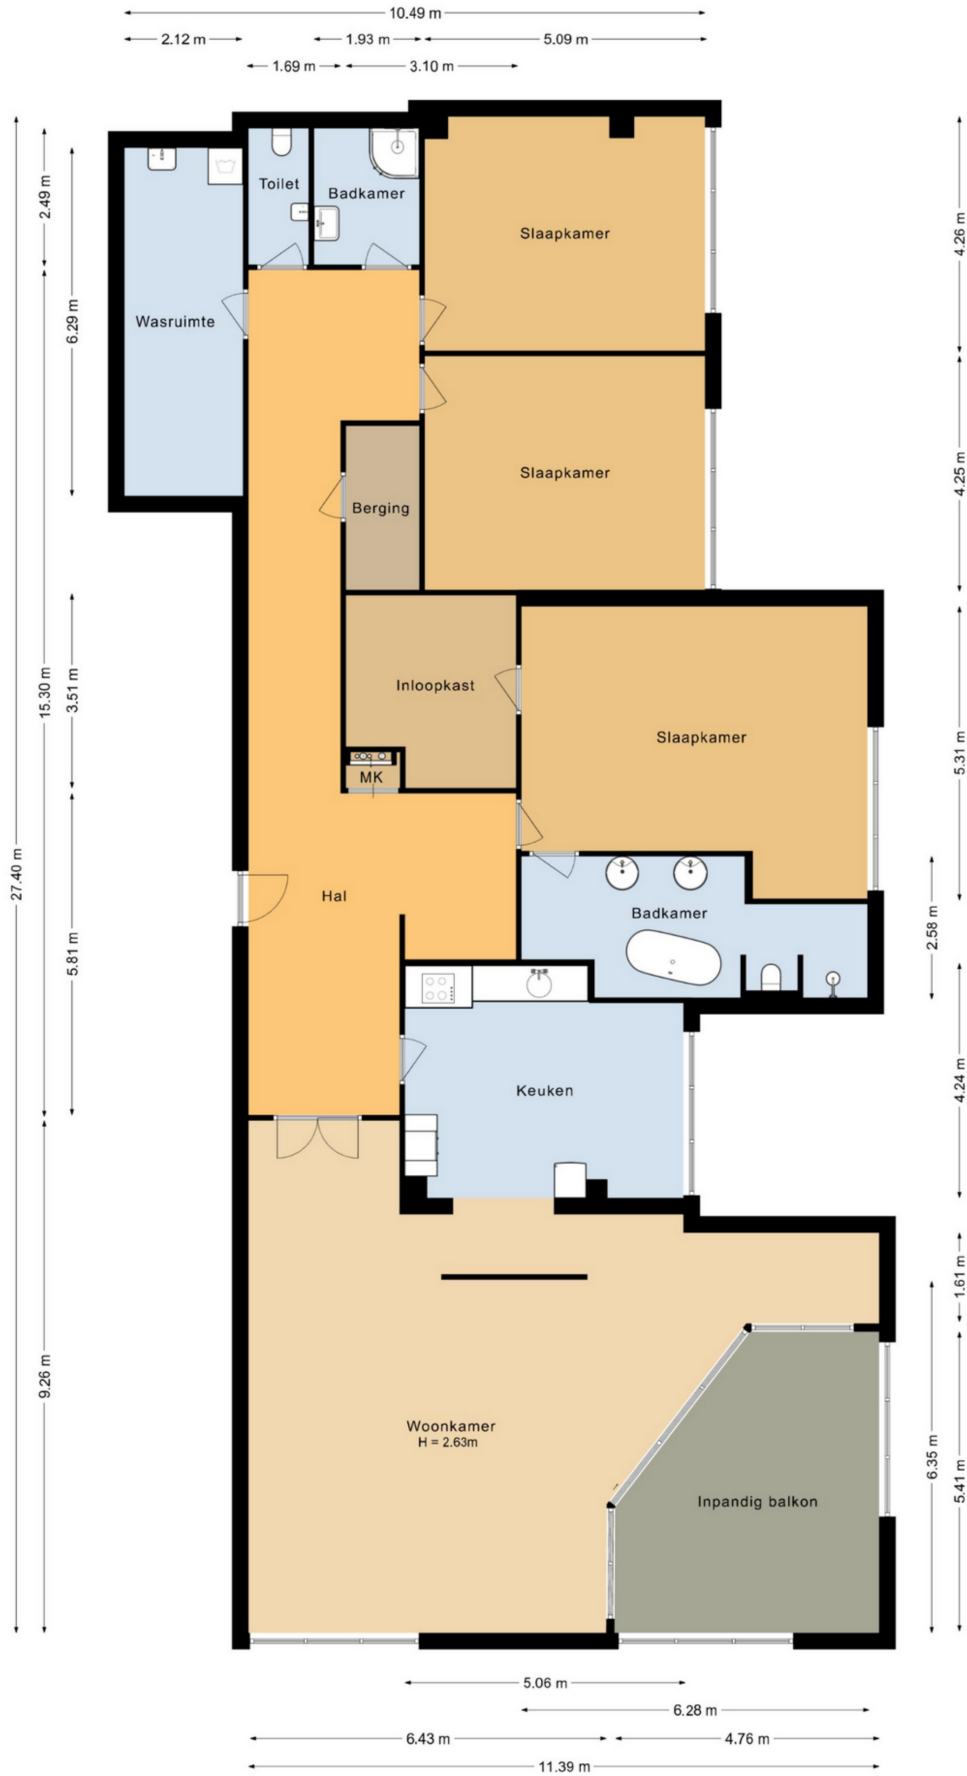 10.49 m
2.12 m
1.93 m
5.09 m
1.69 m
3.10 m
Toilet
Badkamer
Slaapkamer
2.49 m
4.26 m
Wasruimte
6.29 m
Slaapkamer
4.25 m
Berging
Inloopkast
15.30 m
3.51 m
Slaapkamer
5.31 m
MK
27.40 m
Hal
Badkamer
2.58 m
5.81 m
Keuken
4.24 m
1.61 m
9.26 m
Woonkamer
H = 2.63m
6.35 m
5.41 m
Inpandig balkon
5.06 m
6.28 m
6.43 m
4.76 m
11.39 m